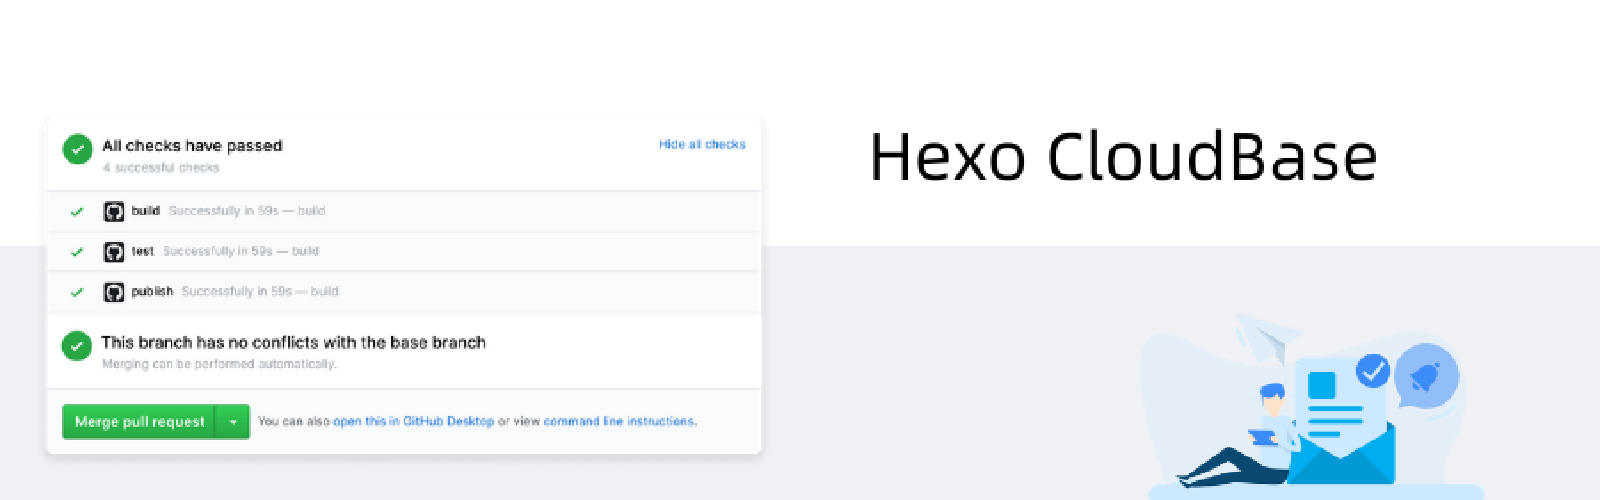 All checks have passed
Hide all checks
4 successful checks
build Successfully in 59s — build
test Successfully in 59s — build
publish Successfully in 59s — build
This branch has no conflicts with the base branch
Merging can be performed automatically.
Merge pull request You can also open this in GitHub Desktop or view command line instructions.
Hexo CloudBase